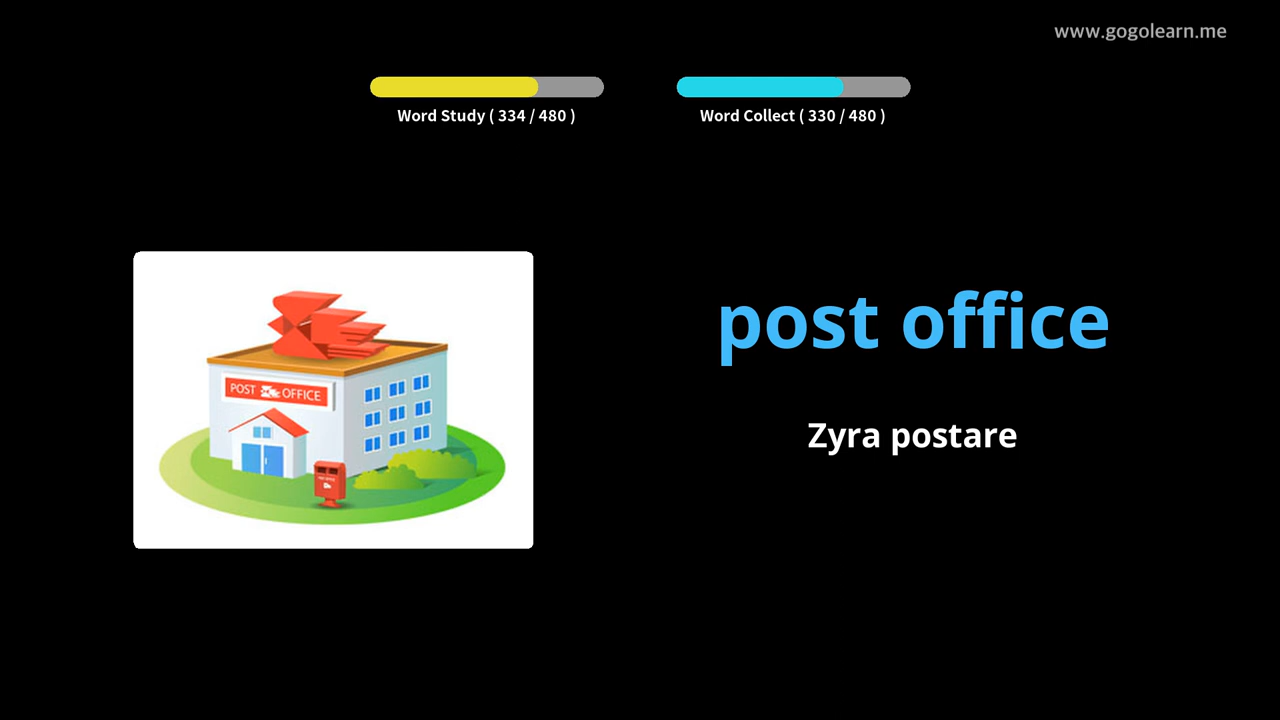 www.gogolearn.me
Word Study ( 334 / 480 )
Word Collect ( 330 / 480 )
post office
POST OFFICE
Zyra postare